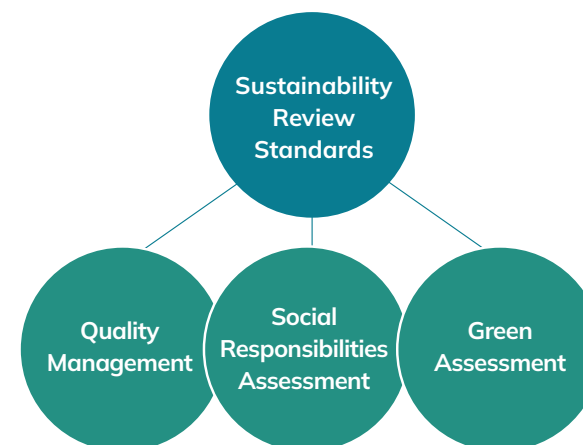 Sustainability
Review
Standards
Quality
Management
Social
Responsibilities
Assessment
Green
Assessment